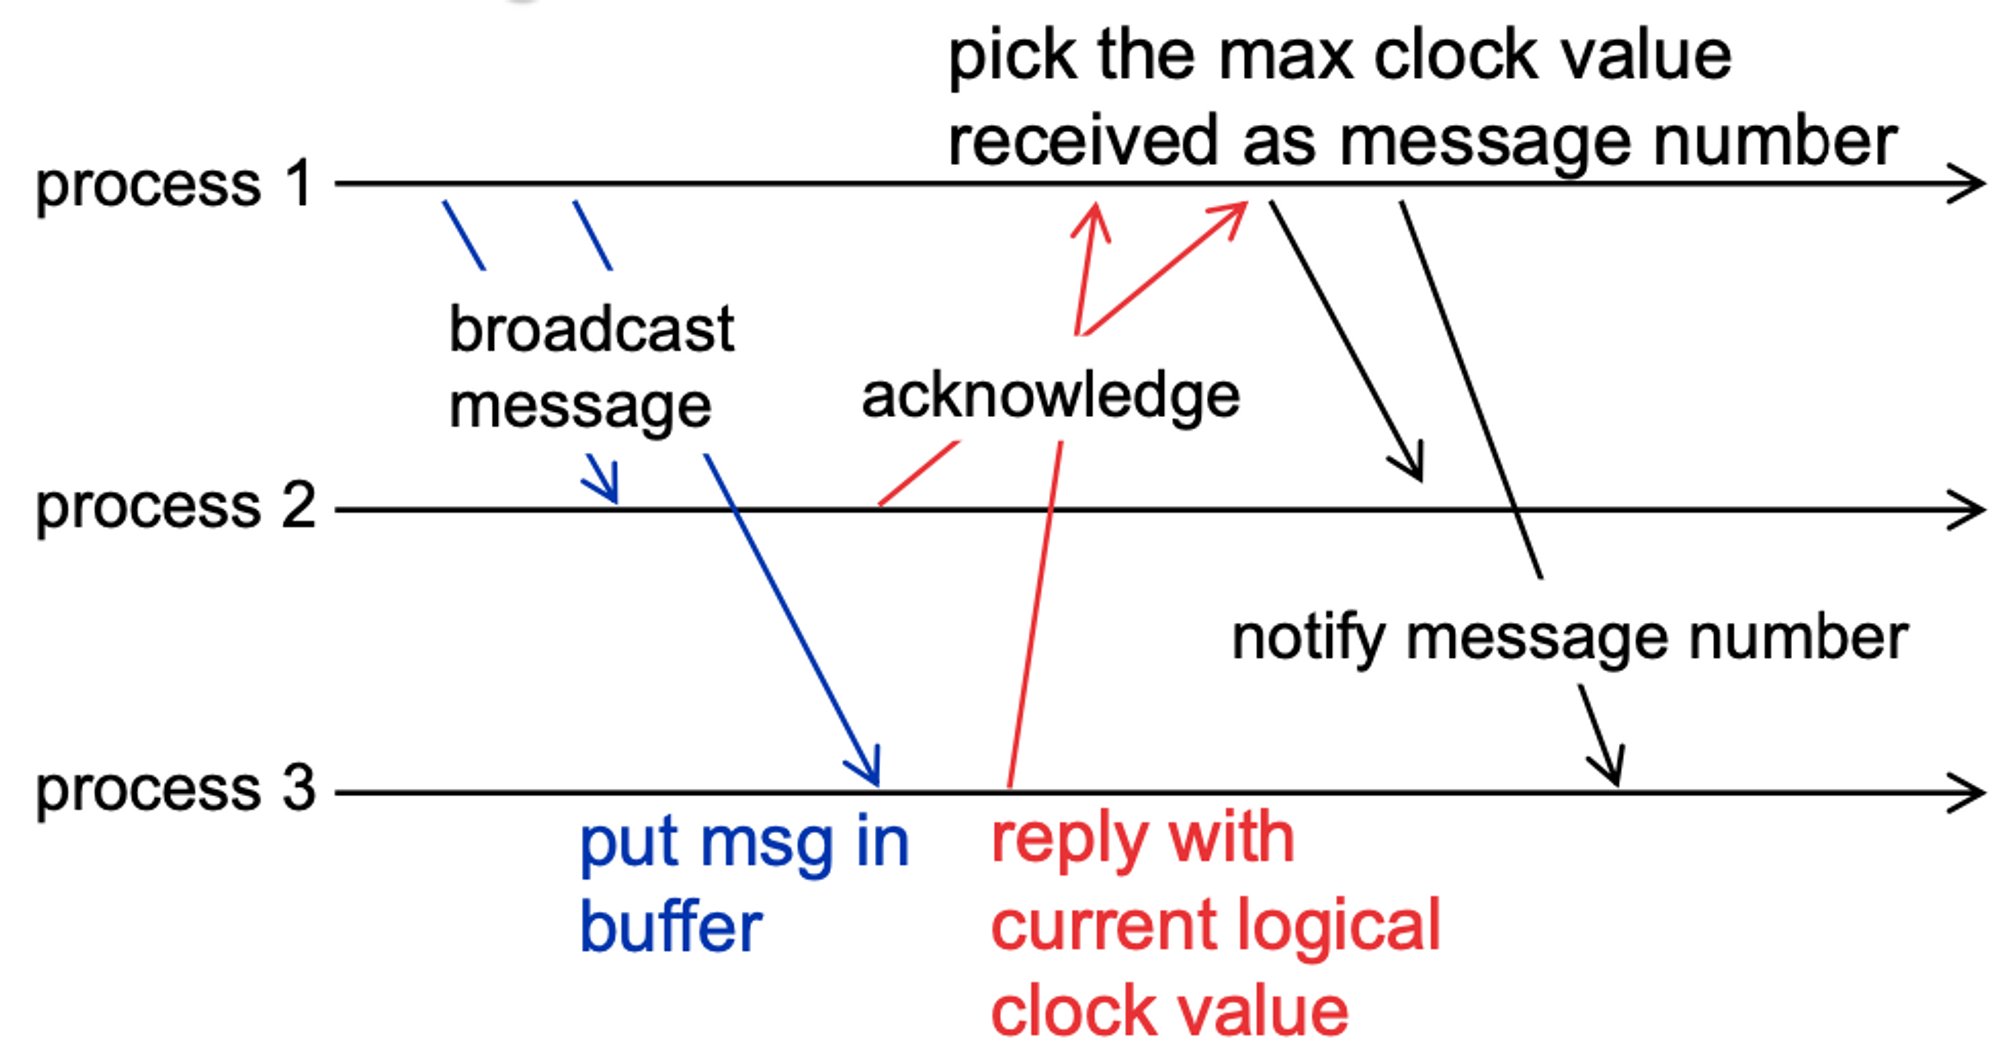 pick the max clock value
received as message number
process 1
broadcast
message
acknowledge
process 2
notify message number
process 3
put msg in
buffer
reply with
current logical
clock value